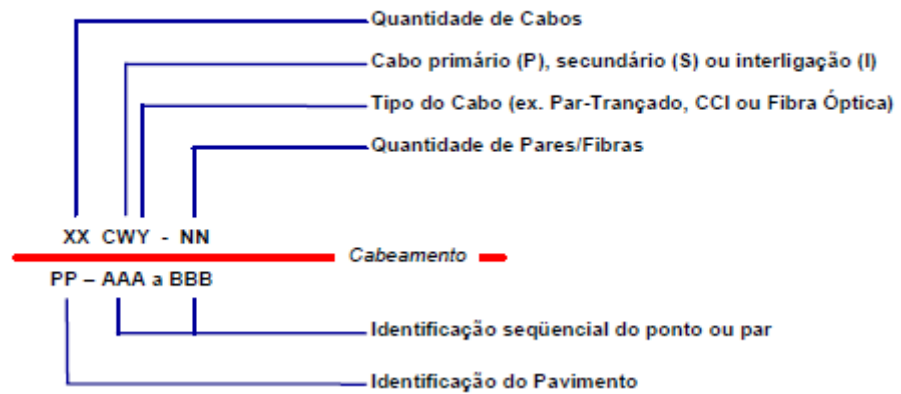 Quantidade de Cabos
Cabo primário (P), secundário (S) ou interligação (I)
Tipo do Cabo (ex. Par-Trançado, CCI ou Fibra Óptica)
Quantidade de Pares/Fibras
XX CWY - NN
Cabeamento
PP – AAA a BBB
Identificação seqüencial do ponto ou par
Identificação do Pavimento